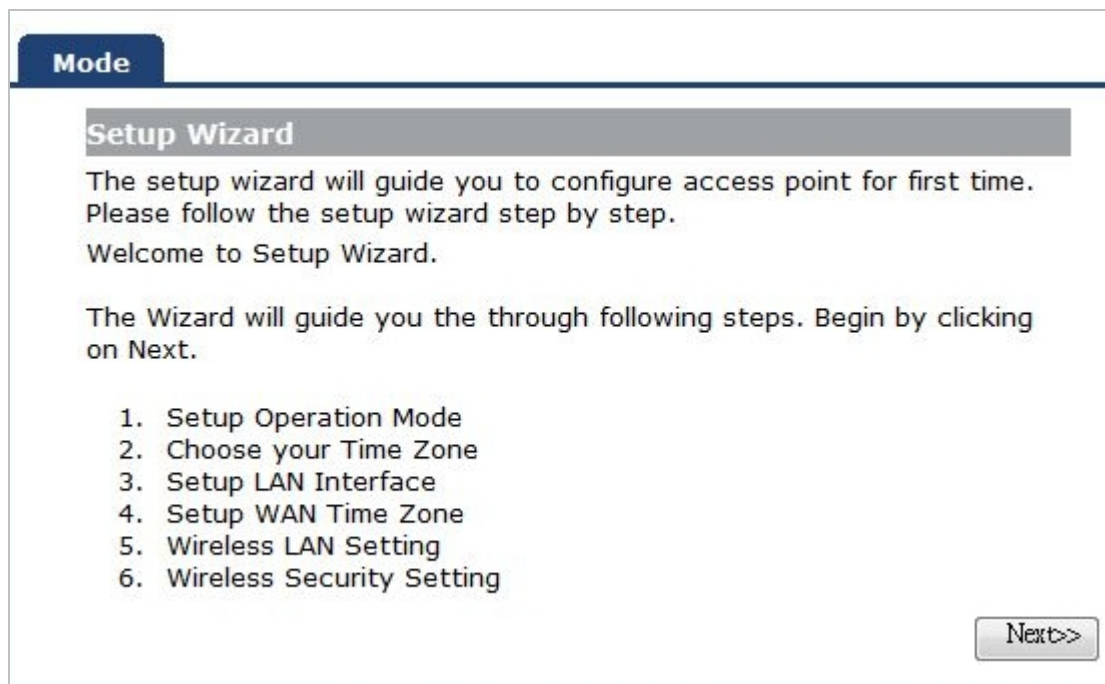 Mode
Setup Wizard
The setup wizard will guide you to configure access point for first time.
Please follow the setup wizard step by step.
Welcome to Setup Wizard.
The Wizard will guide you the through following steps. Begin by clicking
on Next.
1. Setup Operation Mode
2. Choose your Time Zone
3. Setup LAN Interface
4. Setup WAN Time Zone
5. Wireless LAN Setting
6. Wireless Security Setting
Next>>